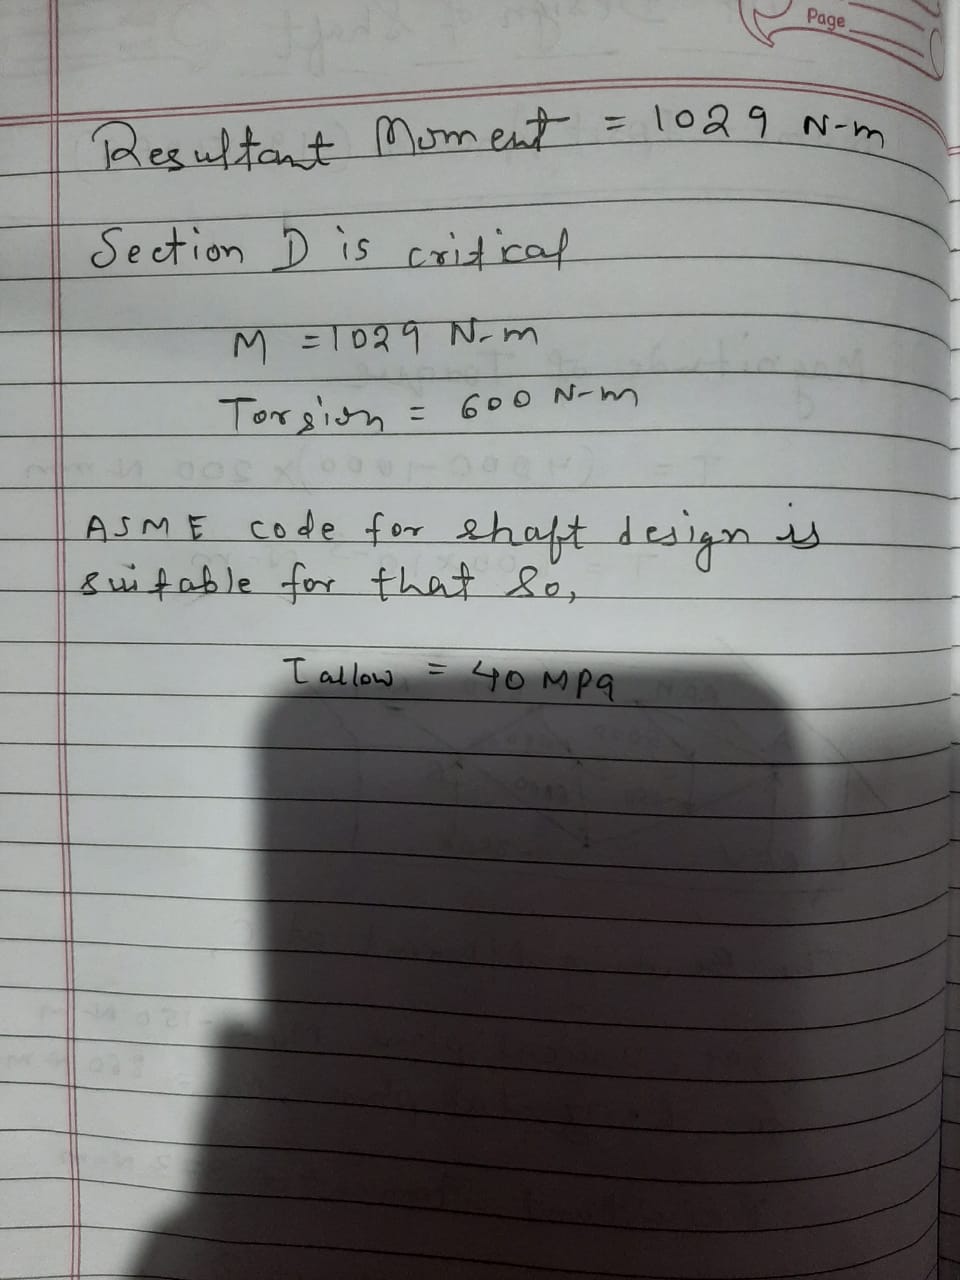 Page
Resultant Moment = 1029 N-m
Section D is critical
M = 1029 N-m
Torsion = 600 N-m
ASME code for shaft design is
suitable for that So,
τ allow = 40 MPa